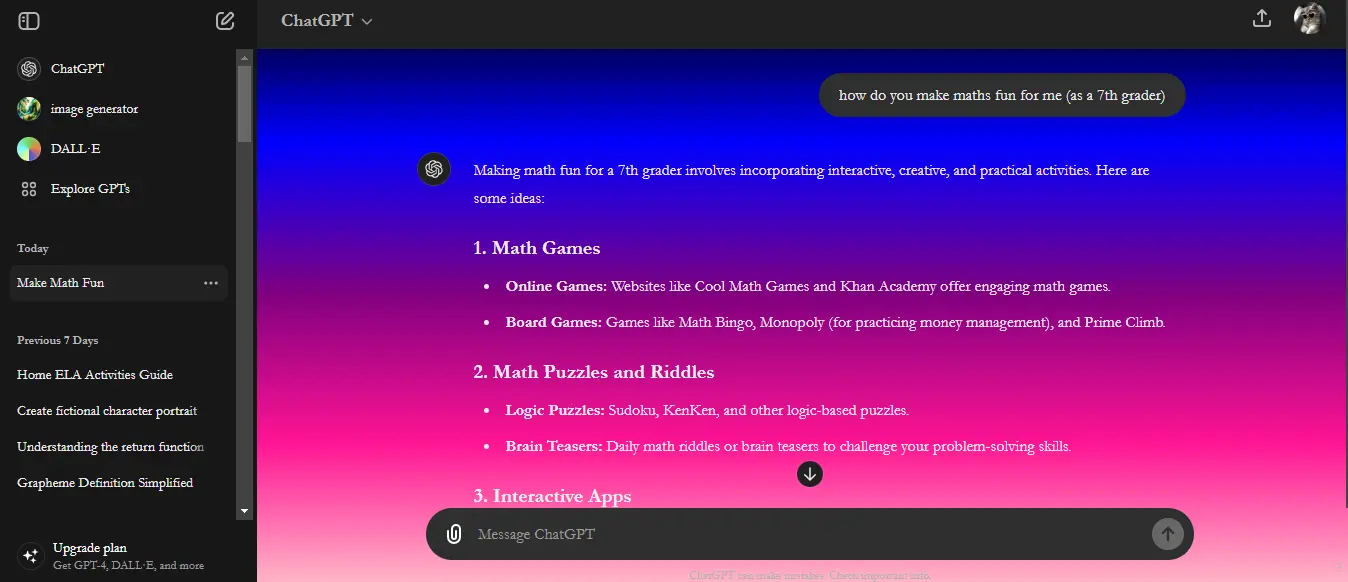 ChatGPT
ChatGPT
image generator
DALL·E
Explore GPTs
Today
Make Math Fun
Previous 7 Days
Home ELA Activities Guide
Create fictional character portrait
Understanding the return function
Grapheme Definition Simplified
Upgrade plan
Get GPT-4, DALL·E, and more
how do you make maths fun for me (as a 7th grader)
Making math fun for a 7th grader involves incorporating interactive, creative, and practical activities. Here are
some ideas:
1. Math Games
• Online Games: Websites like Cool Math Games and Khan Academy offer engaging math games.
• Board Games: Games like Math Bingo, Monopoly (for practicing money management), and Prime Climb.
2. Math Puzzles and Riddles
• Logic Puzzles: Sudoku, KenKen, and other logic-based puzzles.
• Brain Teasers: Daily math riddles or brain teasers to challenge your problem-solving skills.
3. Interactive Apps
Message ChatGPT
ChatGPT can make mistakes. Check important info.
?